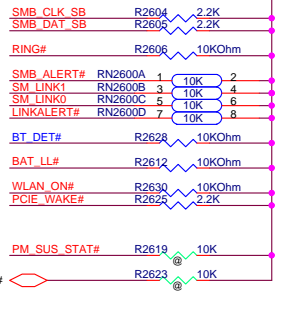 SMB_CLK_SB R2604 2.2K
SMB_DAT_SB R2605 2.2K
RING# R2606 10KOhm
SMB_ALERT# RN2600A 1 10K 2
SM_LINK1 RN2600B 3 10K 4
SM_LINK0 RN2600C 5 10K 6
LINKALERT# RN2600D 7 10K 8
BT_DET# R2628 10KOhm
BAT_LL# R2612 10KOhm
WLAN_ON# R2630 10KOhm
PCIE_WAKE# R2625 2.2K
PM_SUS_STAT# R2619 10K
@
# R2623 10K
@